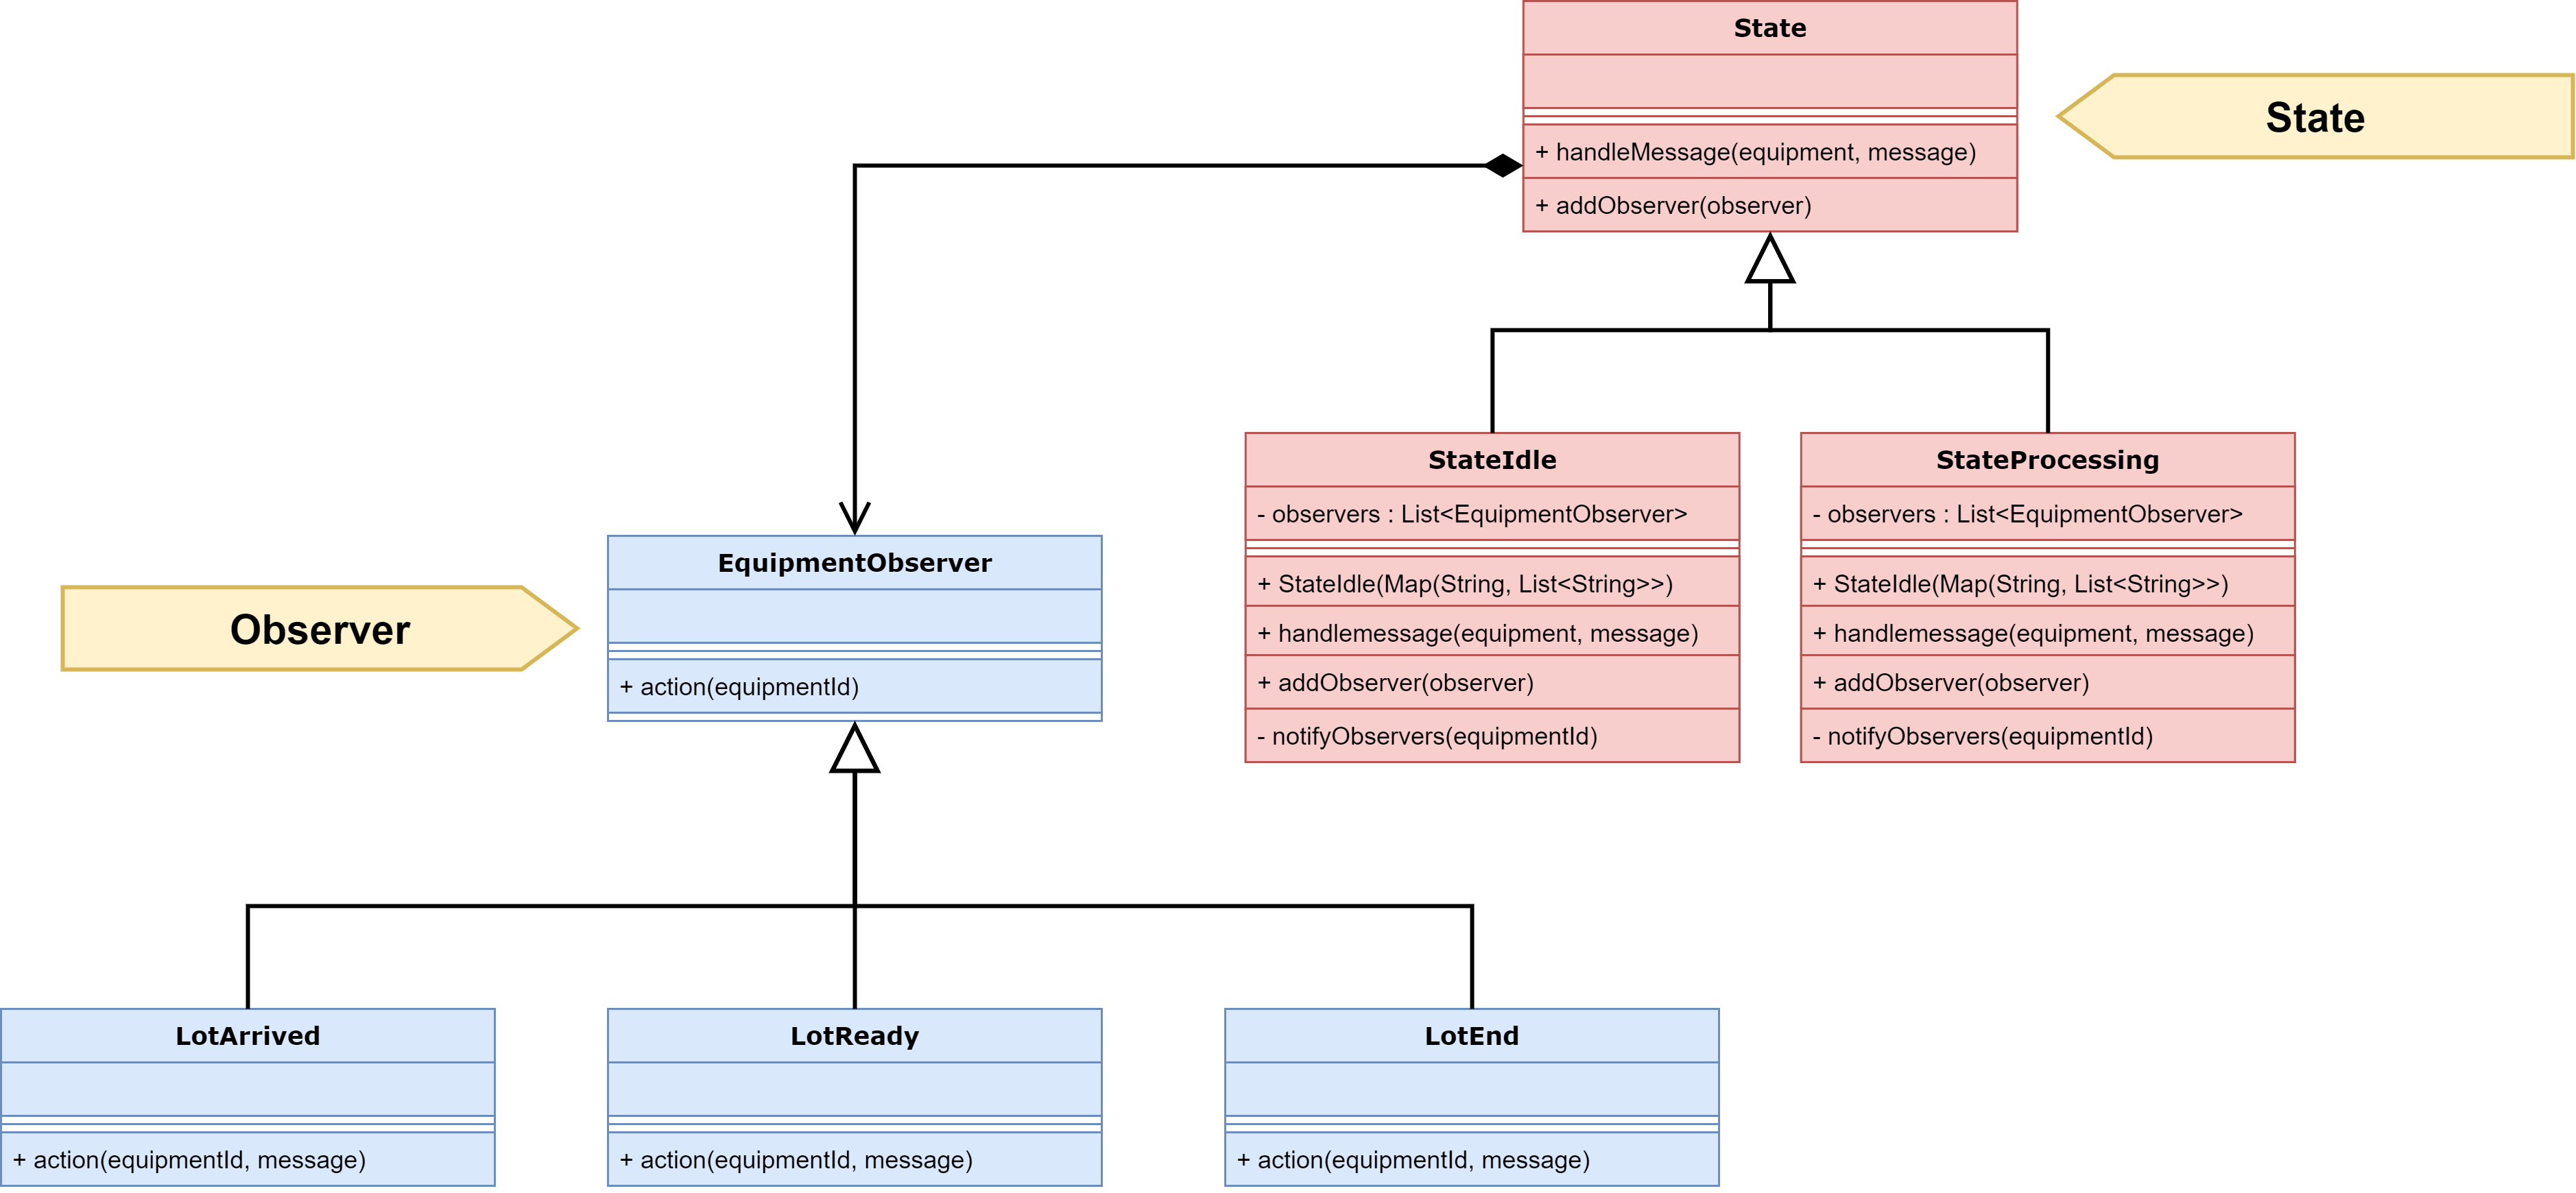 State
+ handleMessage(equipment, message)
+ addObserver(observer)
State
StateIdle
- observers : List<EquipmentObserver>
+ StateIdle(Map(String, List<String>>)
+ handlemessage(equipment, message)
+ addObserver(observer)
- notifyObservers(equipmentId)
StateProcessing
- observers : List<EquipmentObserver>
+ StateIdle(Map(String, List<String>>)
+ handlemessage(equipment, message)
+ addObserver(observer)
- notifyObservers(equipmentId)
Observer
EquipmentObserver
+ action(equipmentId)
LotArrived
+ action(equipmentId, message)
LotReady
+ action(equipmentId, message)
LotEnd
+ action(equipmentId, message)